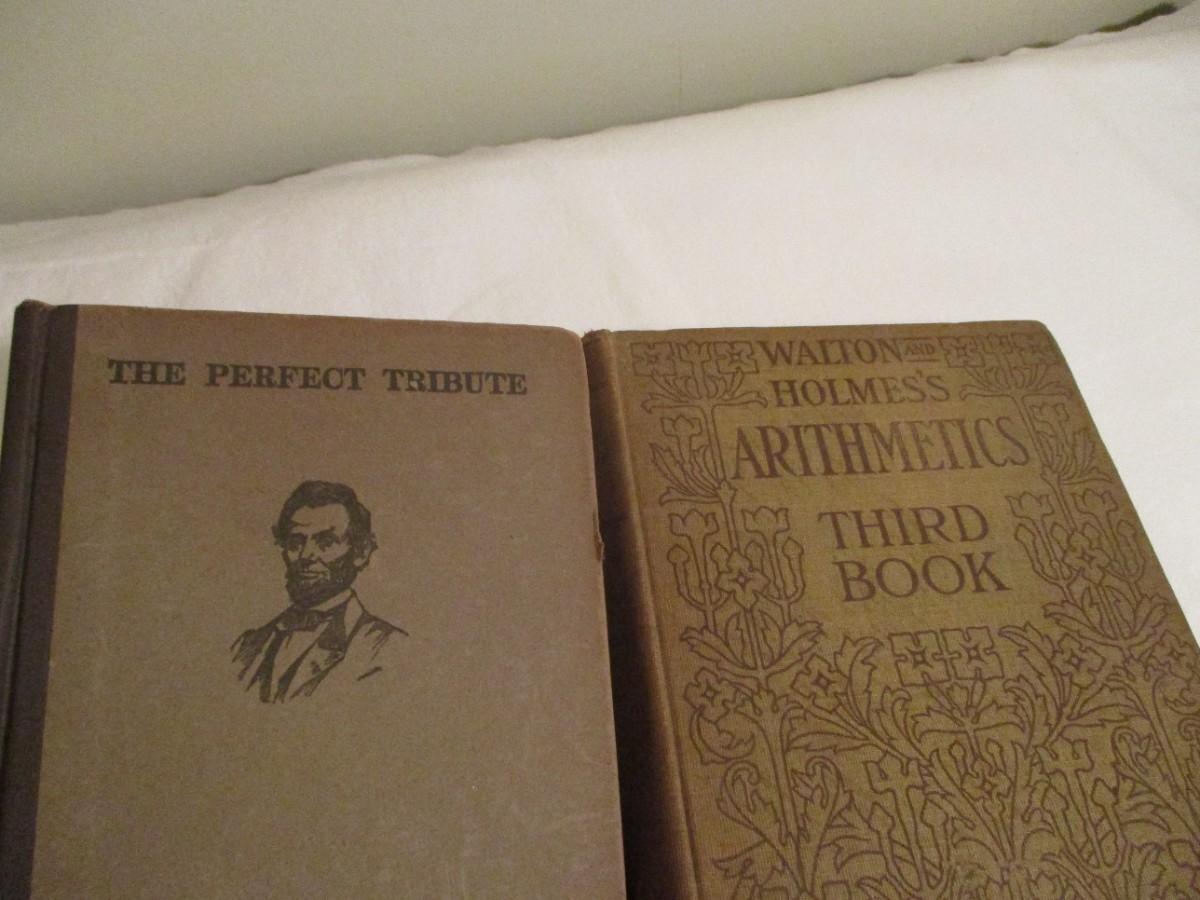 THE PERFECT TRIBUTE
WALTON AND
HOLMES'S
ARITHMETICS
THIRD
BOOK